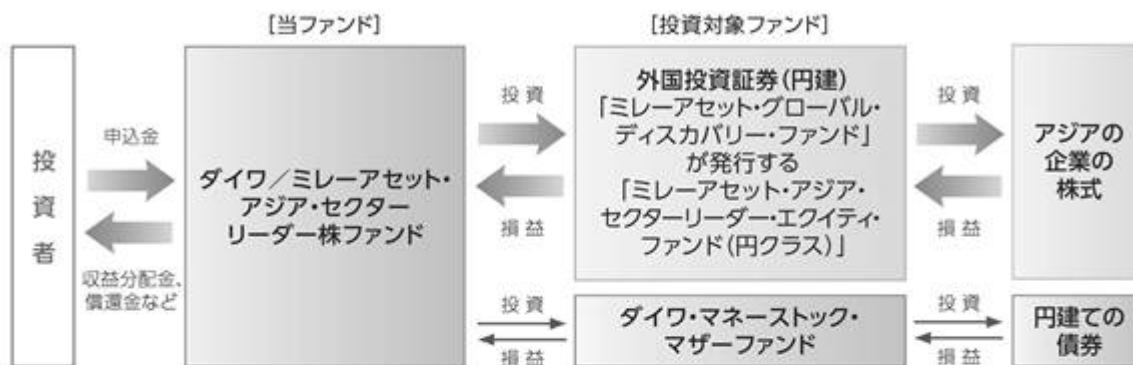 [当ファンド]
[投資対象ファンド]
投資者
申込金
収益分配金、
償還金など
ダイワ／ミレーアセット・
アジア・セクター
リーダー株ファンド
投資
損益
外国投資証券(円建)
「ミレーアセット・グローバル・
ディスカバリー・ファンド」
が発行する
「ミレーアセット・アジア・
セクターリーダー・エクイティ・
ファンド(円クラス)」
投資
損益
アジアの
企業の
株式
投資
損益
ダイワ・マネーストック・
マザーファンド
投資
損益
円建ての
債券